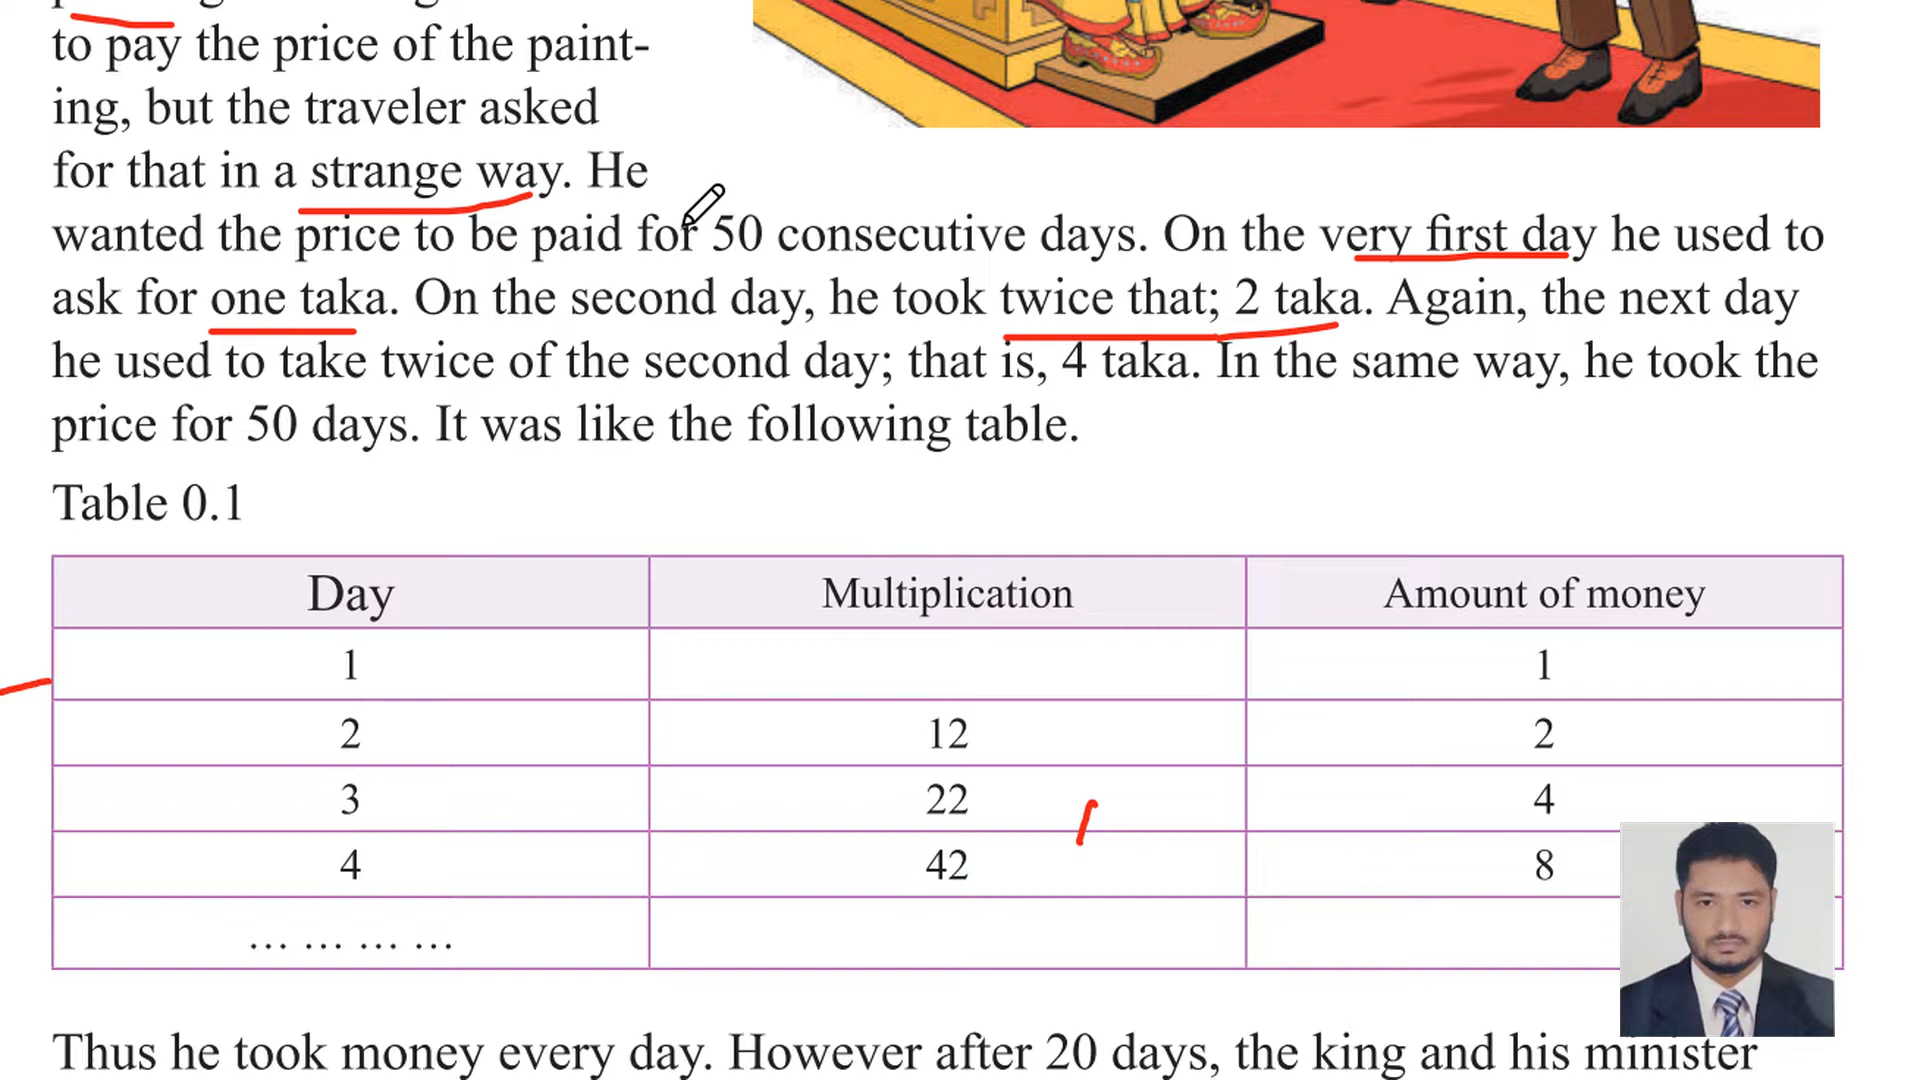 to pay the price of the paint-
ing, but the traveler asked
for that in a strange way. He
wanted the price to be paid for 50 consecutive days. On the very first day he used to
ask for one taka. On the second day, he took twice that; 2 taka. Again, the next day
he used to take twice of the second day; that is, 4 taka. In the same way, he took the
price for 50 days. It was like the following table.
Table 0.1
Day Multiplication Amount of money
1 1
2 12 2
3 22 4
4 42 8
... ... ... ...
Thus he took money every day. However after 20 days, the king and his minister